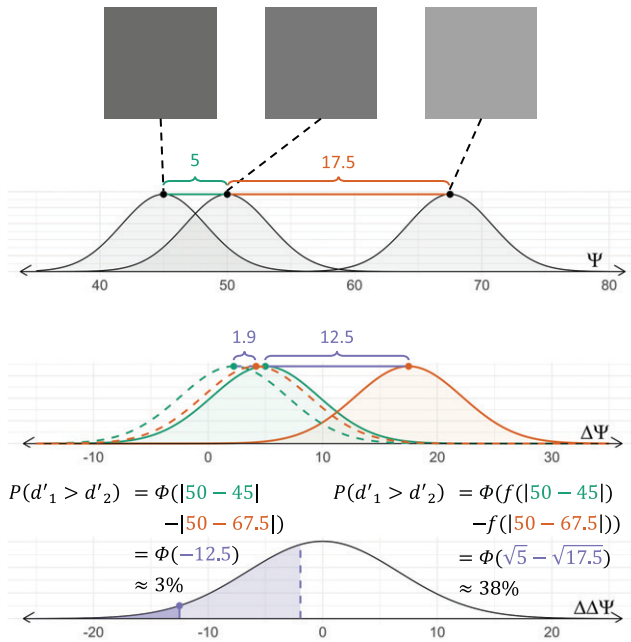 5
17.5
Ψ
40
50
60
70
80
1.9
12.5
ΔΨ
-10
0
10
20
30
P(d′₁ > d′₂) = Φ(|50 − 45|
−|50 − 67.5|)
= Φ(−12.5)
≈ 3%
P(d′₁ > d′₂) = Φ(f(|50 − 45|)
−f(|50 − 67.5|))
= Φ(√5 − √17.5)
≈ 38%
ΔΔΨ
-20
-10
0
10
20